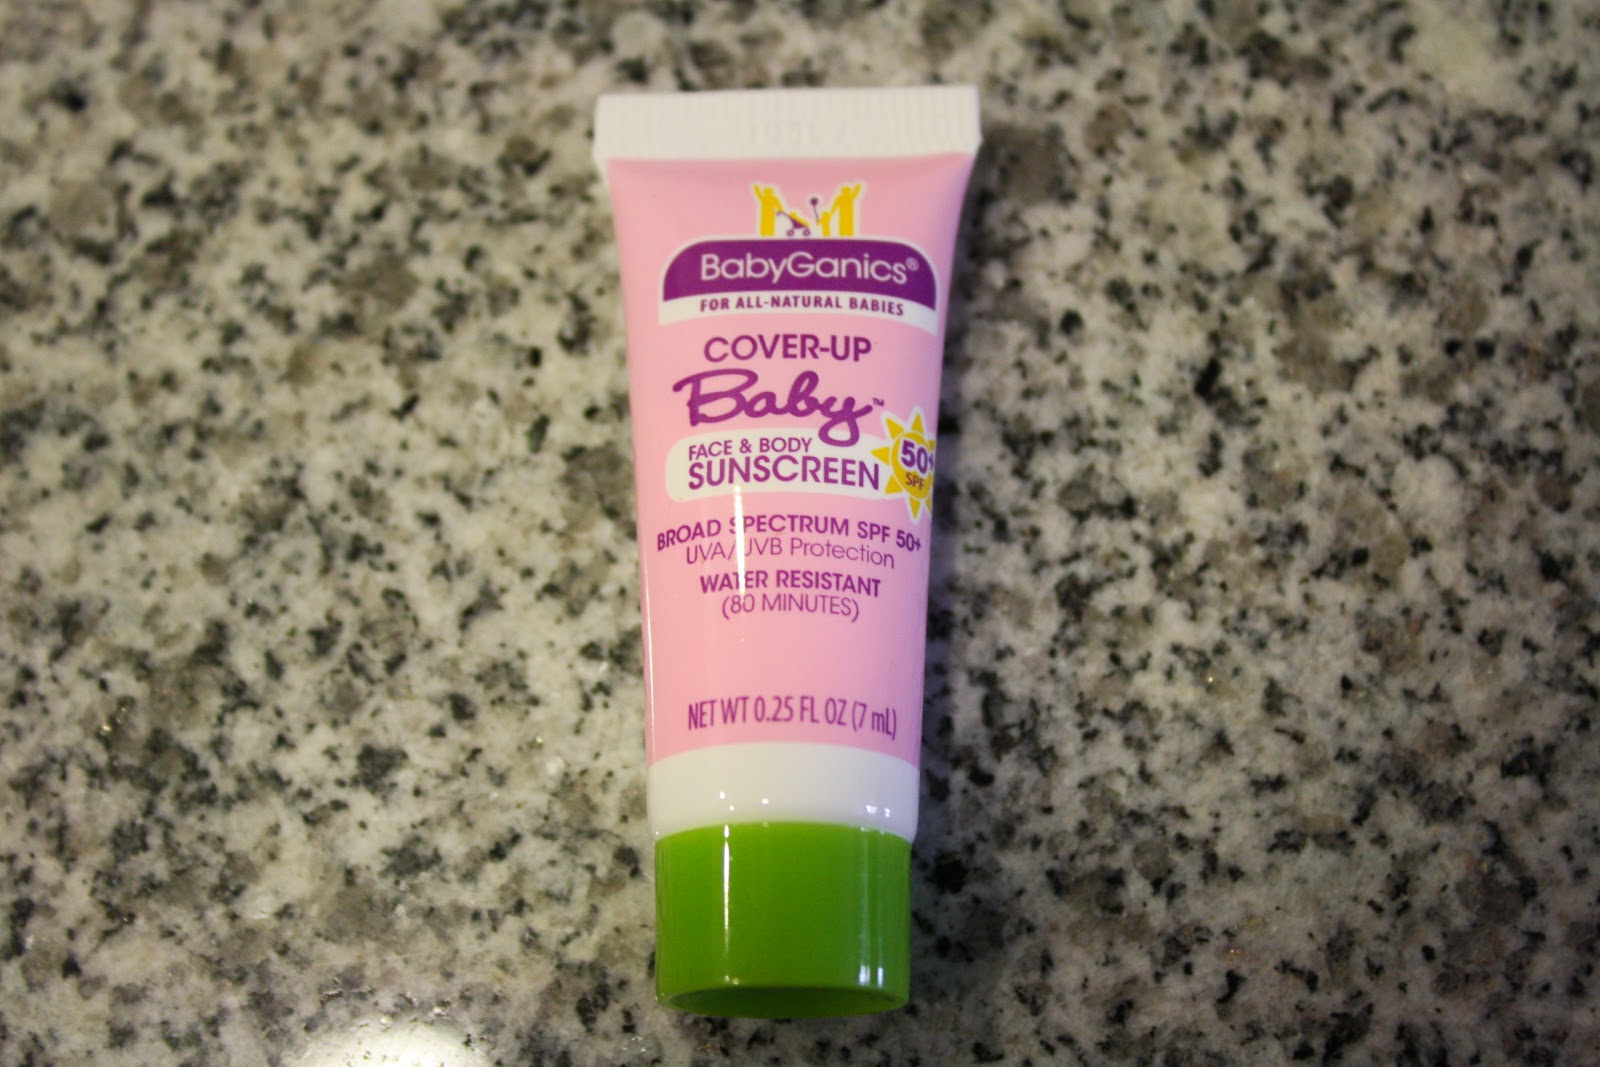 BabyGanics®
FOR ALL-NATURAL BABIES
COVER-UP
Baby™
FACE & BODY
SUNSCREEN
50+
SPF
BROAD SPECTRUM SPF 50+
UVA/UVB Protection
WATER RESISTANT
(80 MINUTES)
NET WT 0.25 FL OZ (7 mL)